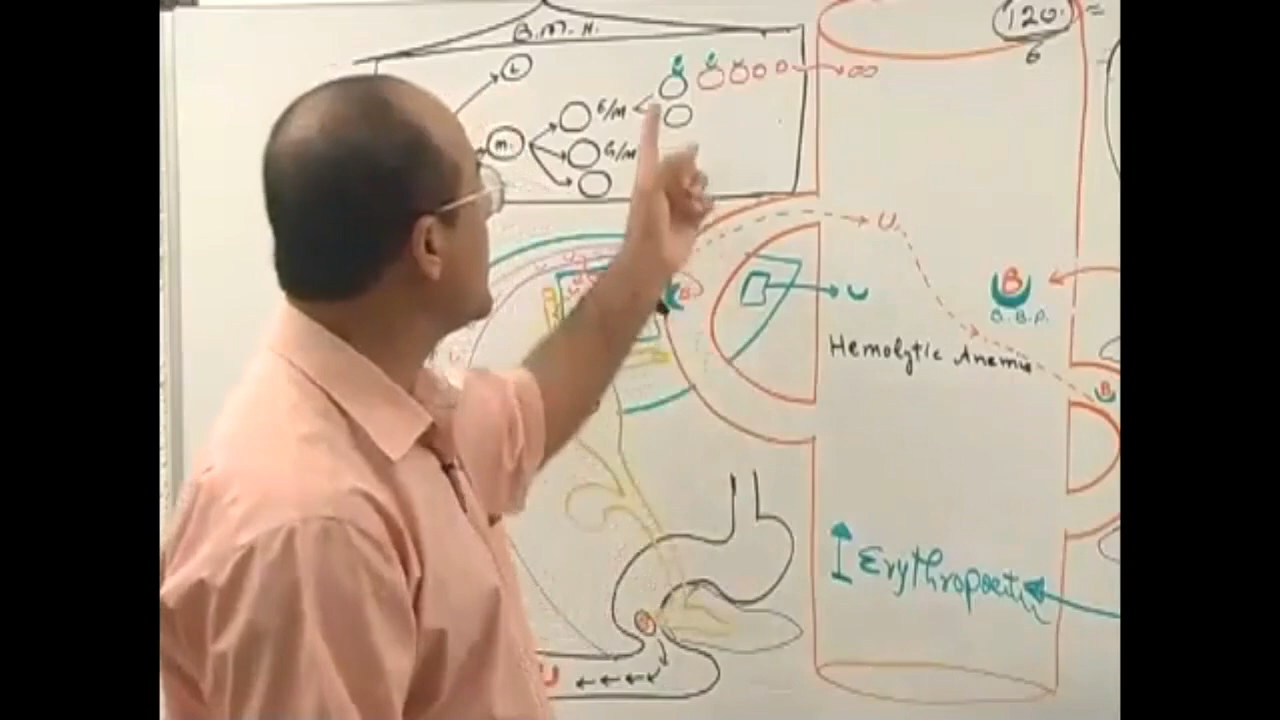 B.M.H.
120. =
6
L
m.
E/M
G/M
U
B
O.B.P.
U
Hemolytic Anemia
B
B
↑ Erythropoetin
U